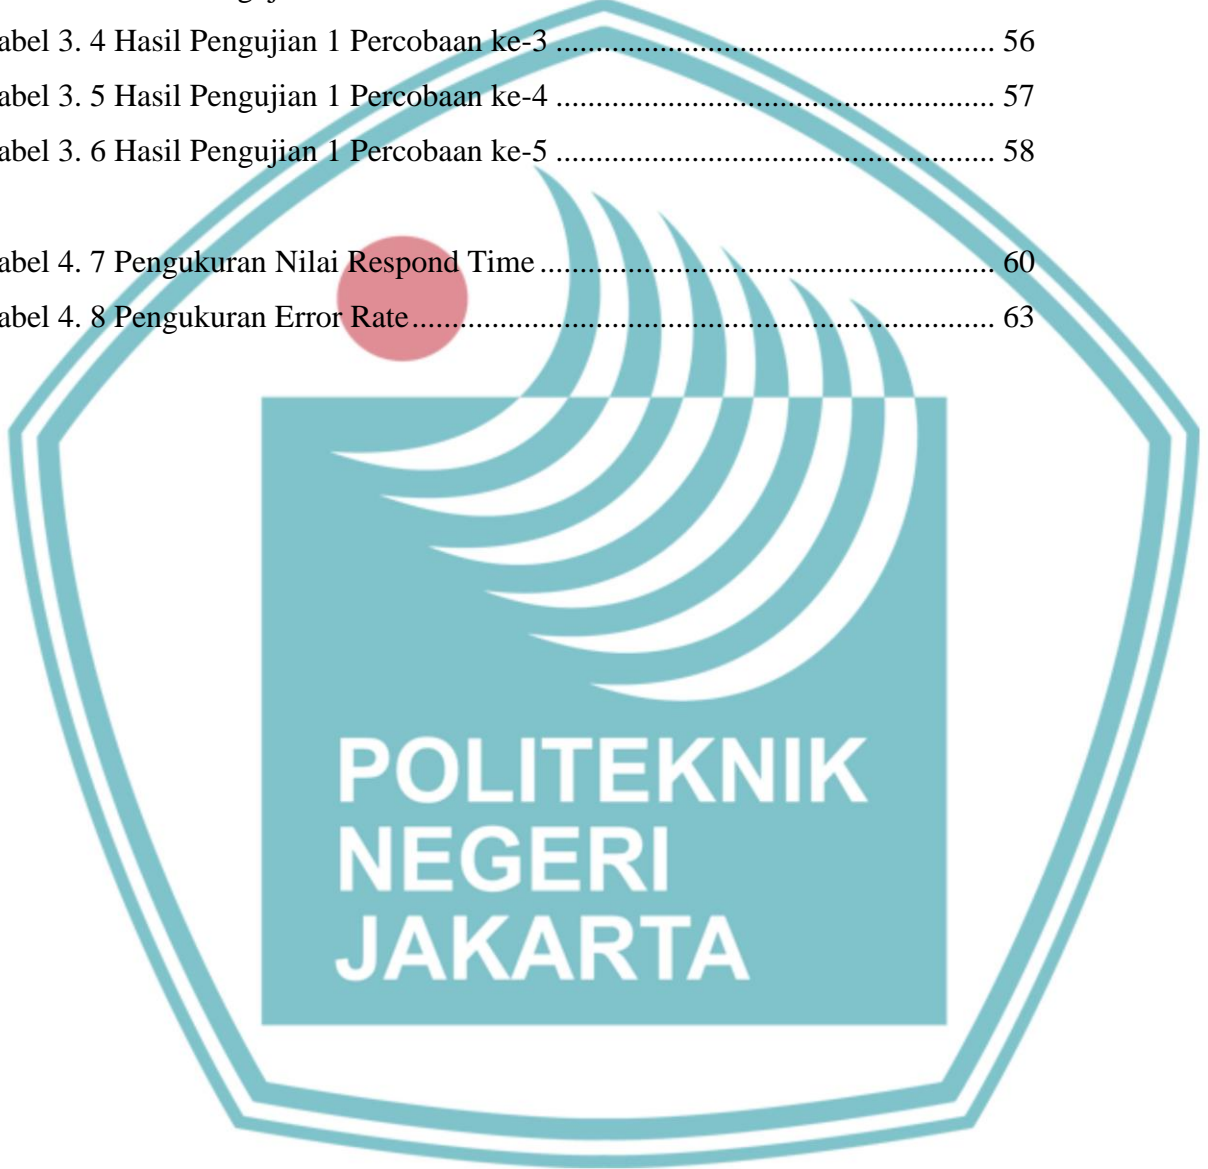 abel 3. 4 Hasil Pengujian 1 Percobaan ke-3 ....................................................... 56
abel 3. 5 Hasil Pengujian 1 Percobaan ke-4 ....................................................... 57
abel 3. 6 Hasil Pengujian 1 Percobaan ke-5 ....................................................... 58
abel 4. 7 Pengukuran Nilai Respond Time ......................................................... 60
abel 4. 8 Pengukuran Error Rate......................................................................... 63
POLITEKNIK
NEGERI
JAKARTA